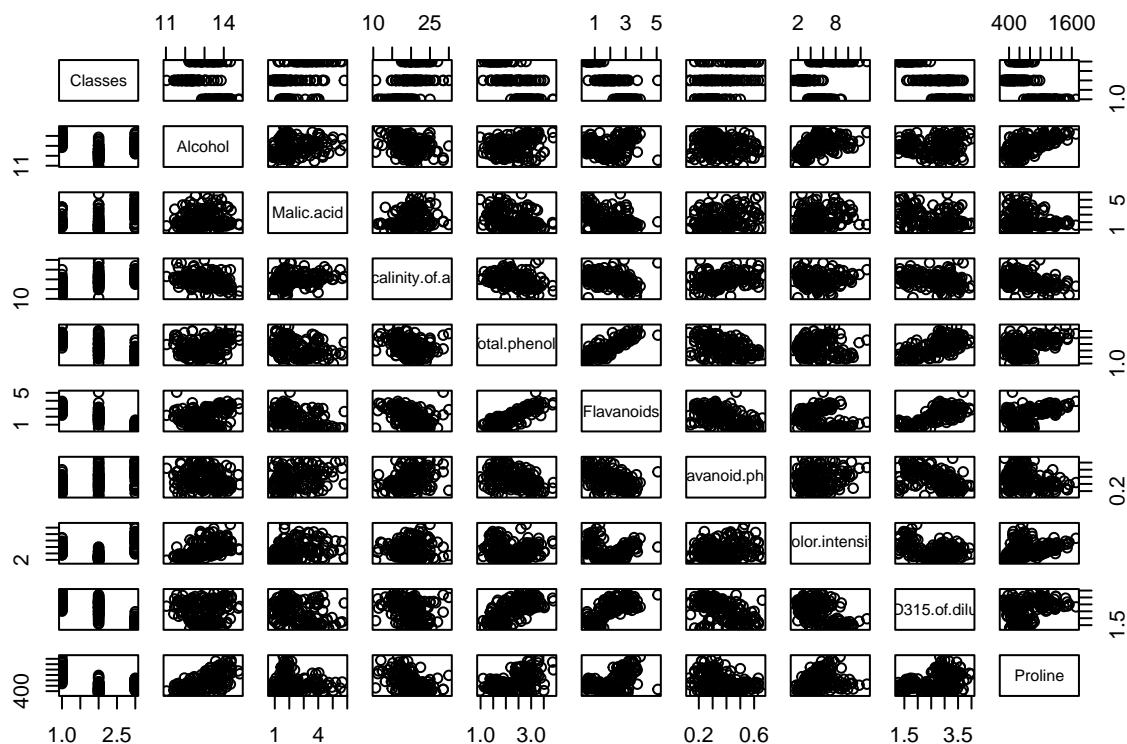 11 14 10 25 1 3 5 2 8 400 1600
Classes 1.0
11 Alcohol
Malic.acid 1 5
10 calinity.of.a
otal.phenol 1.0
1 5 Flavanoids
avanoid.ph 0.2
2 olor.intensi
D315.of.dilu 1.5
400 Proline
1.0 2.5 1 4 1.0 3.0 0.2 0.6 1.5 3.5